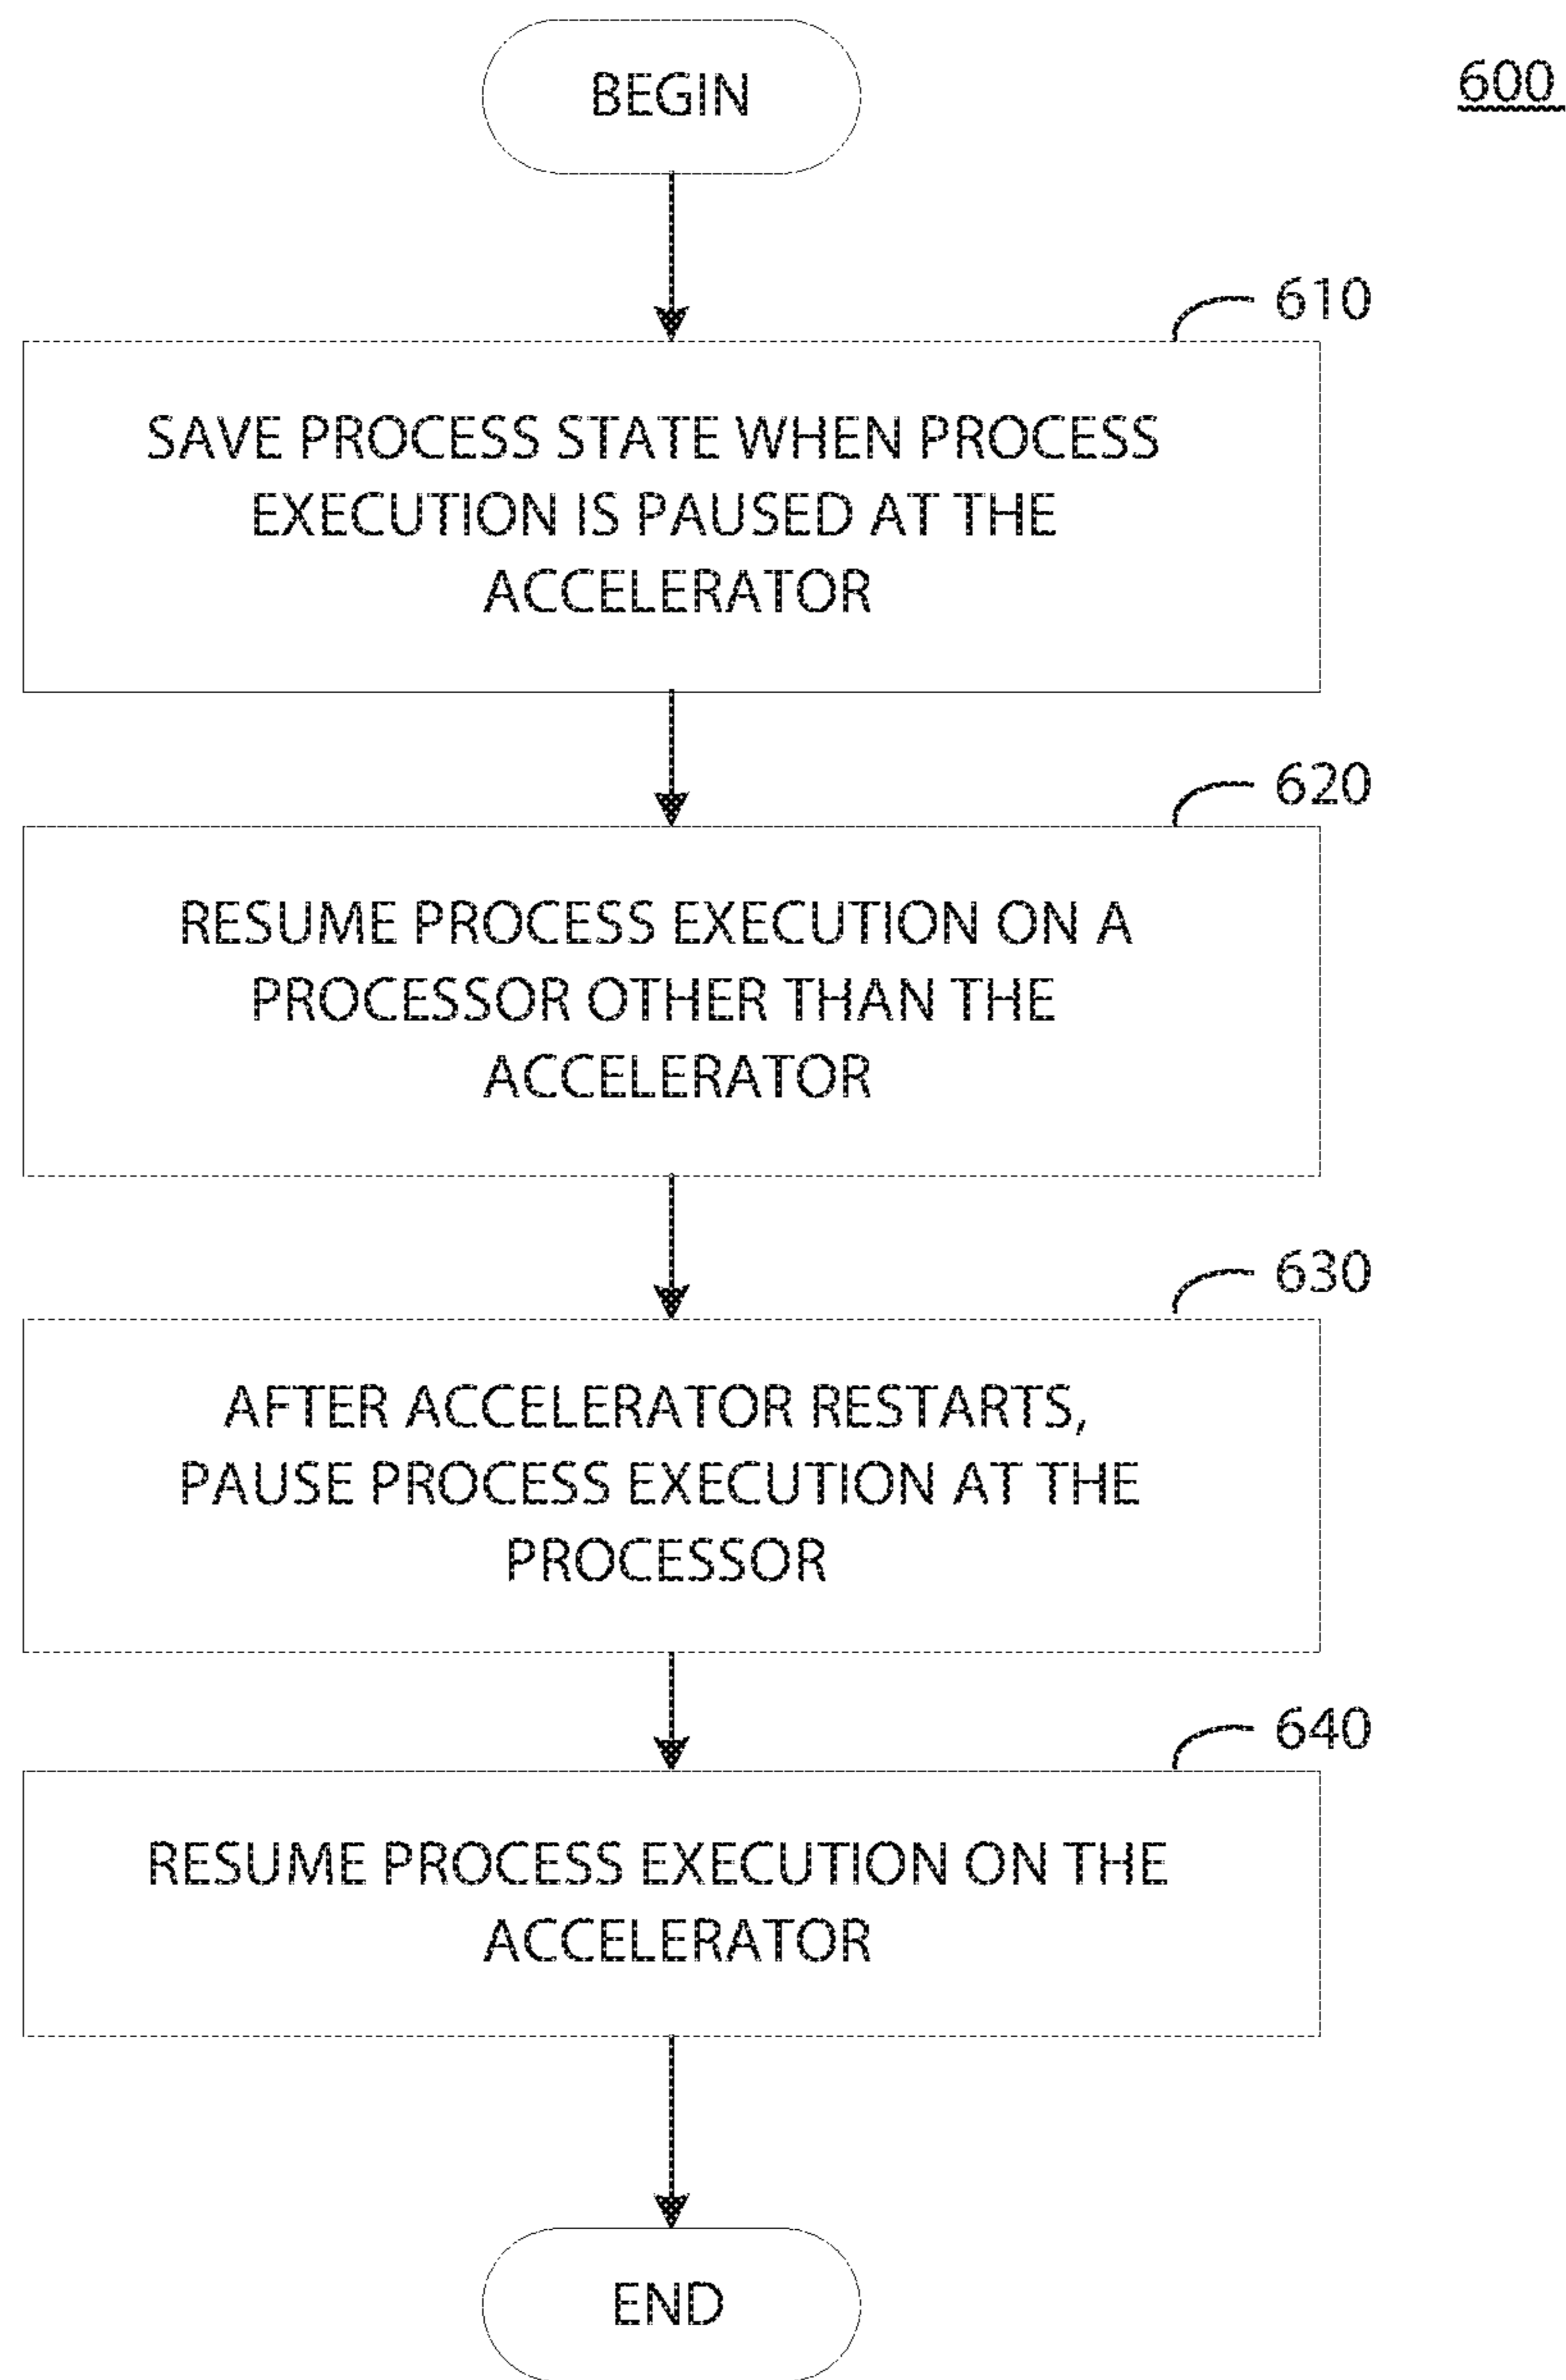 BEGIN
600
610
SAVE PROCESS STATE WHEN PROCESS
EXECUTION IS PAUSED AT THE
ACCELERATOR
620
RESUME PROCESS EXECUTION ON A
PROCESSOR OTHER THAN THE
ACCELERATOR
630
AFTER ACCELERATOR RESTARTS,
PAUSE PROCESS EXECUTION AT THE
PROCESSOR
640
RESUME PROCESS EXECUTION ON THE
ACCELERATOR
END